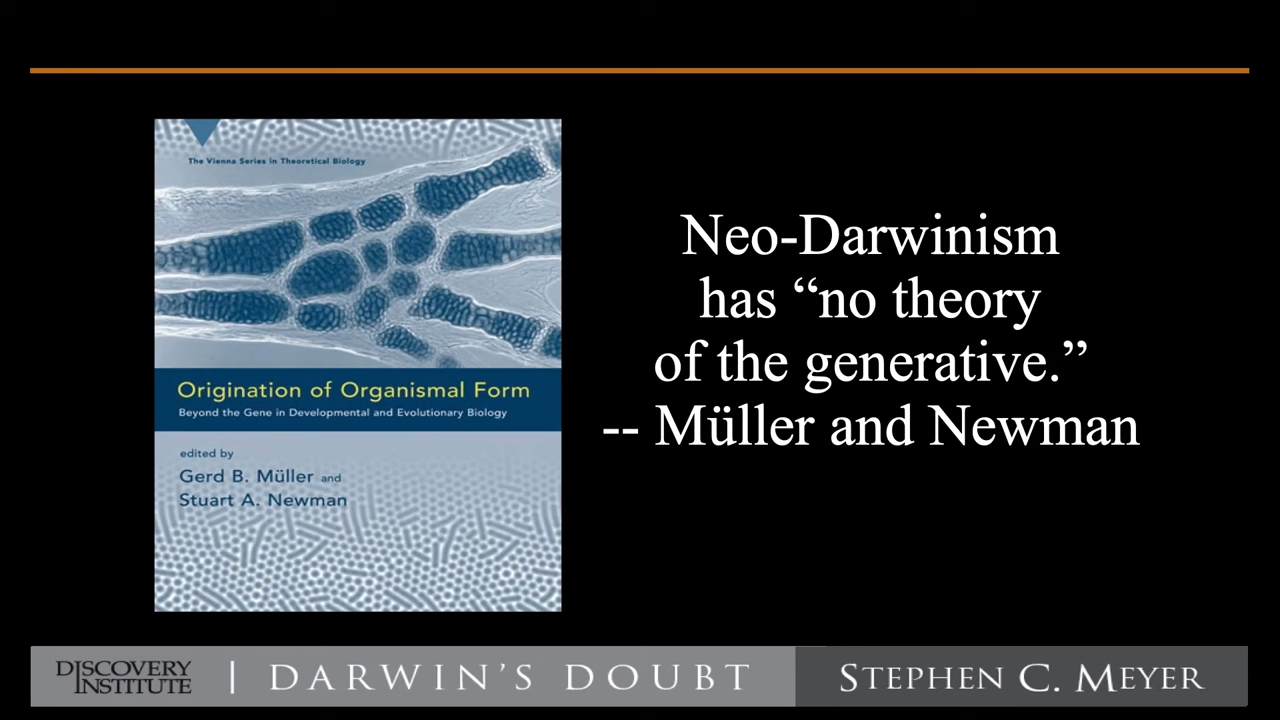 The Vienna Series in Theoretical Biology
Origination of Organismal Form
Beyond the Gene in Developmental and Evolutionary Biology
edited by
Gerd B. Müller and
Stuart A. Newman
Neo-Darwinism
has “no theory
of the generative.”
-- Müller and Newman
DISCOVERY
INSTITUTE
| DARWIN'S DOUBT
STEPHEN C. MEYER